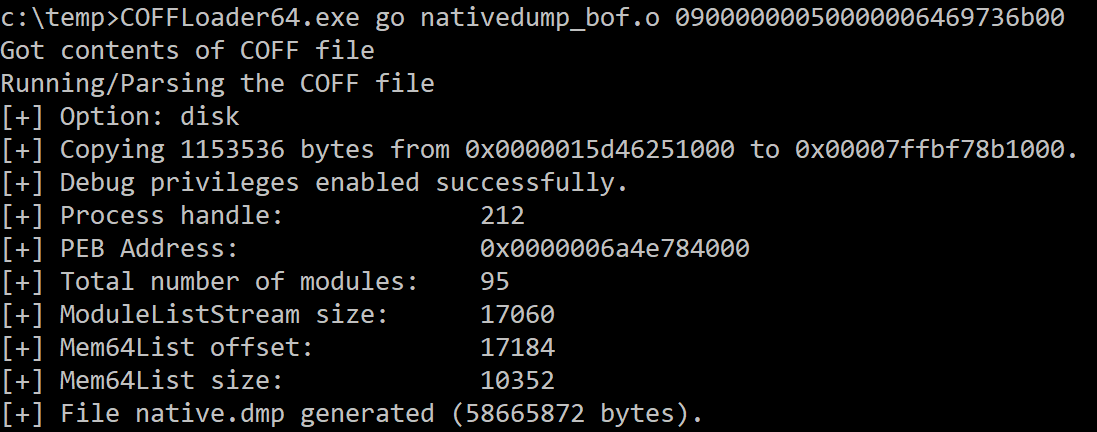 c:\temp>COFFLoader64.exe go nativedump_bof.o 09000000050000006469736b00
Got contents of COFF file
Running/Parsing the COFF file
[+] Option: disk
[+] Copying 1153536 bytes from 0x0000015d46251000 to 0x00007ffbf78b1000.
[+] Debug privileges enabled successfully.
[+] Process handle: 212
[+] PEB Address: 0x0000006a4e784000
[+] Total number of modules: 95
[+] ModuleListStream size: 17060
[+] Mem64List offset: 17184
[+] Mem64List size: 10352
[+] File native.dmp generated (58665872 bytes).